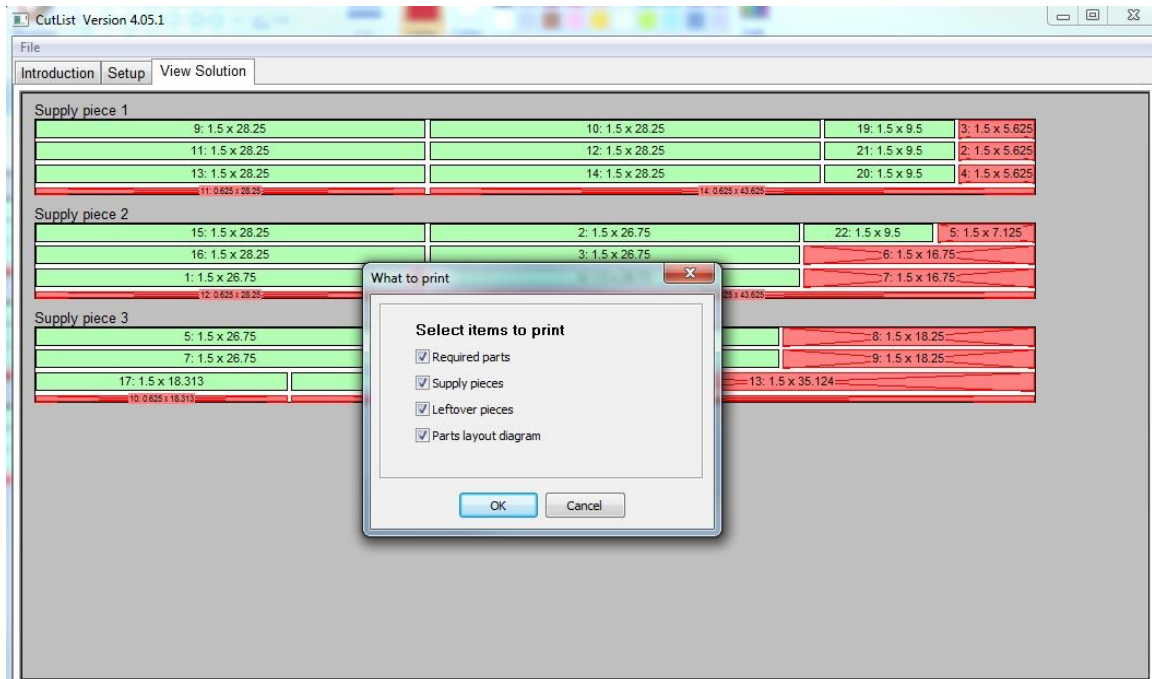 CutList Version 4.05.1
File
Introduction Setup View Solution
Supply piece 1
9: 1.5 x 28.25 10: 1.5 x 28.25 19: 1.5 x 9.5 3: 1.5 x 5.625
11: 1.5 x 28.25 12: 1.5 x 28.25 21: 1.5 x 9.5 2: 1.5 x 5.625
13: 1.5 x 28.25 14: 1.5 x 28.25 20: 1.5 x 9.5 4: 1.5 x 5.625
11: 0.625 x 28.25 14: 0.625 x 43.625
Supply piece 2
15: 1.5 x 28.25 2: 1.5 x 26.75 22: 1.5 x 9.5 5: 1.5 x 7.125
16: 1.5 x 28.25 3: 1.5 x 26.75 6: 1.5 x 16.75
1: 1.5 x 26.75 7: 1.5 x 16.75
12: 0.625 x 28.25 x 43.625
Supply piece 3
5: 1.5 x 26.75 8: 1.5 x 18.25
7: 1.5 x 26.75 9: 1.5 x 18.25
17: 1.5 x 18.313 13: 1.5 x 35.124
10: 0.625 x 18.313
What to print
Select items to print
Required parts
Supply pieces
Leftover pieces
Parts layout diagram
OK Cancel